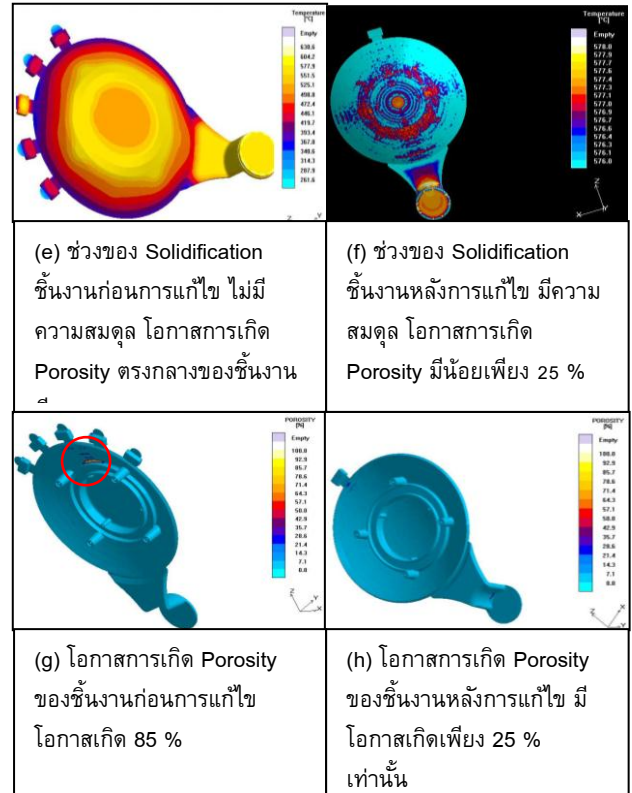 Temperature
[°C]
Empty
630.6
604.2
577.9
551.5
525.1
498.8
472.4
446.1
419.7
393.4
367.0
340.6
314.3
287.9
261.6
Z
Y
Temperature
[°C]
Empty
578.0
577.9
577.7
577.6
577.4
577.3
577.1
577.0
576.9
576.7
576.6
576.4
576.3
576.1
576.0
Z
X
Y
(e) ช่วงของ Solidification
ชิ้นงานก่อนการแก้ไข ไม่มี
ความสมดุล โอกาสการเกิด
Porosity ตรงกลางของชิ้นงาน
(f) ช่วงของ Solidification
ชิ้นงานหลังการแก้ไข มีความ
สมดุล โอกาสการเกิด
Porosity มีน้อยเพียง 25 %
POROSITY
[%]
Empty
100.0
92.9
85.7
78.6
71.4
64.3
57.1
50.0
42.9
35.7
28.6
21.4
14.3
7.1
0.0
Z
Y
X
POROSITY
[%]
Empty
100.0
92.9
85.7
78.6
71.4
64.3
57.1
50.0
42.9
35.7
28.6
21.4
14.3
7.1
0.0
Z
Y
X
(g) โอกาสการเกิด Porosity
ของชิ้นงานก่อนการแก้ไข
โอกาสเกิด 85 %
(h) โอกาสการเกิด Porosity
ของชิ้นงานหลังการแก้ไข มี
โอกาสเกิดเพียง 25 %
เท่านั้น